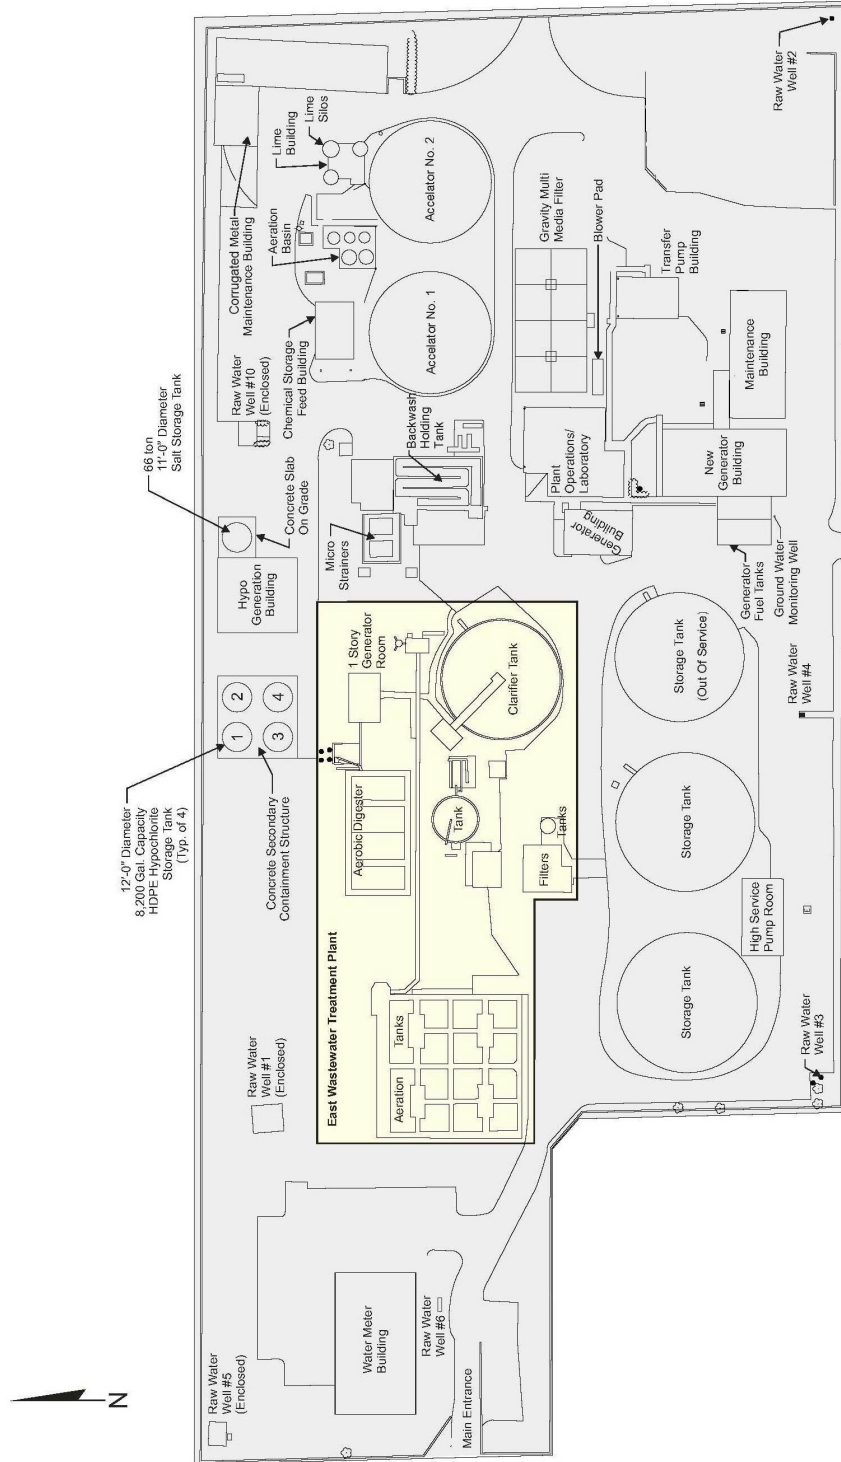 N
Raw Water
Well #5
(Enclosed)
Water Meter
Building
Raw Water
Well #6
Main Entrance
Raw Water
Well #1
(Enclosed)
East Wastewater Treatment Plant
Aeration
Tanks
12'-0" Diameter
8,200 Gal. Capacity
HDPE Hypochlorite
Storage Tank
(Typ. of 4)
1
2
3
4
Concrete Secondary
Containment Structure
Aerobic Digester
1 Story
Generator
Room
Tank
Clarifier Tank
Filters
Tanks
66 ton
11'-0" Diameter
Salt Storage Tank
Hypo
Generation
Building
Concrete Slab
On Grade
Micro
Strainers
Backwash
Holding
Tank
Raw Water
Well #10
(Enclosed)
Corrugated Metal
Maintenance Building
Chemical Storage
Feed Building
Aeration
Basin
Lime
Building
Lime
Silos
Accelator No. 1
Accelator No. 2
Gravity Multi
Media Filter
Blower Pad
Plant
Operations/
Laboratory
Generator
Building
Transfer
Pump
Building
Maintenance
Building
New
Generator
Building
Generator
Fuel Tanks
Ground Water
Monitoring Well
Storage Tank
Storage Tank
Storage Tank
(Out Of Service)
High Service
Pump Room
Raw Water
Well #3
Raw Water
Well #4
Raw Water
Well #2